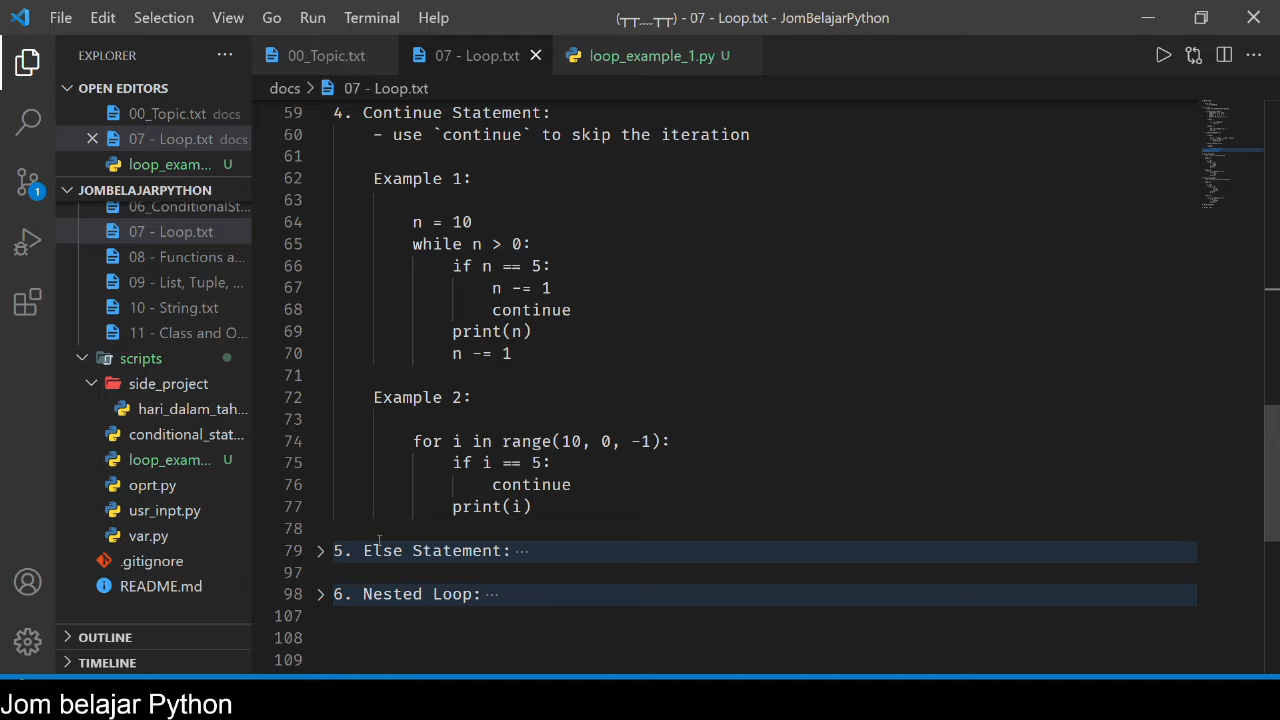 File Edit Selection View Go Run Terminal Help
(┬┬﹏┬┬) - 07 - Loop.txt - JomBelajarPython
EXPLORER
00_Topic.txt
07 - Loop.txt
loop_example_1.py U
OPEN EDITORS
00_Topic.txt docs
07 - Loop.txt docs
loop_exam... U
JOMBELAJARPYTHON
06_ConditionalSt...
07 - Loop.txt
08 - Functions a...
09 - List, Tuple, ...
10 - String.txt
11 - Class and O...
scripts
side_project
hari_dalam_tah...
conditional_stat...
loop_exam... U
oprt.py
usr_inpt.py
var.py
.gitignore
README.md
OUTLINE
TIMELINE
1
docs > 07 - Loop.txt
59 4. Continue Statement:
60 - use `continue` to skip the iteration
61
62 Example 1:
63
64 n = 10
65 while n > 0:
66 if n == 5:
67 n -= 1
68 continue
69 print(n)
70 n -= 1
71
72 Example 2:
73
74 for i in range(10, 0, -1):
75 if i == 5:
76 continue
77 print(i)
78
79 5. Else Statement: ···
97
98 6. Nested Loop: ···
107
108
109
Jom belajar Python